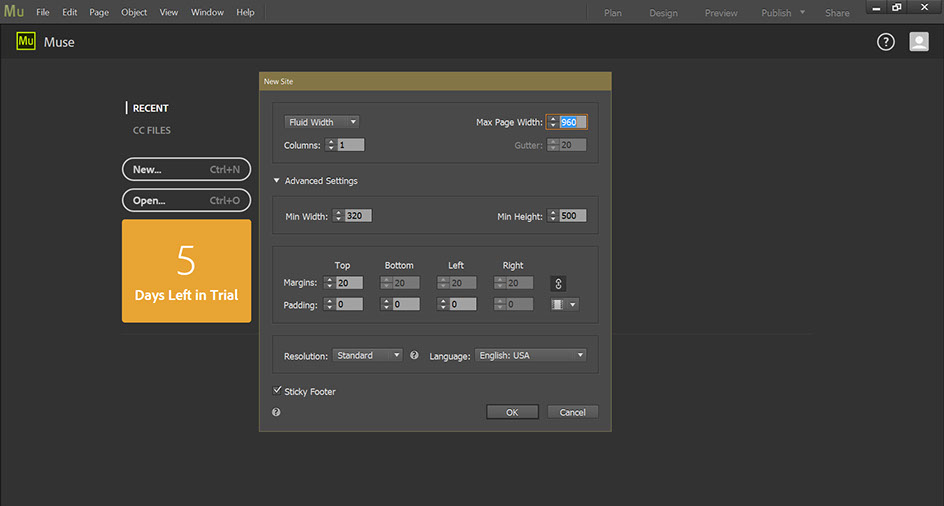 Mu File Edit Page Object View Window Help Plan Design Preview Publish Share
Mu Muse ?
New Site
RECENT
CC FILES
New... Ctrl+N
Open... Ctrl+O
5
Days Left in Trial
Fluid Width Max Page Width: 960
Columns: 1 Gutter: 20
Advanced Settings
Min Width: 320 Min Height: 500
Top Bottom Left Right
Margins: 20 20 20 20
Padding: 0 0 0 0
Resolution: Standard ? Language: English: USA
Sticky Footer
? OK Cancel